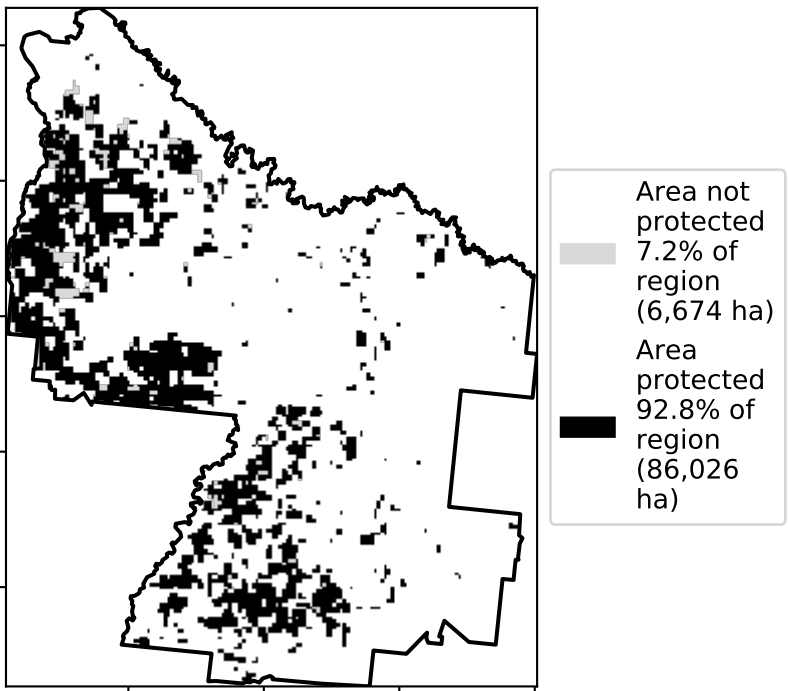 Area not
protected
7.2% of
region
(6,674 ha)
Area
protected
92.8% of
region
(86,026
ha)